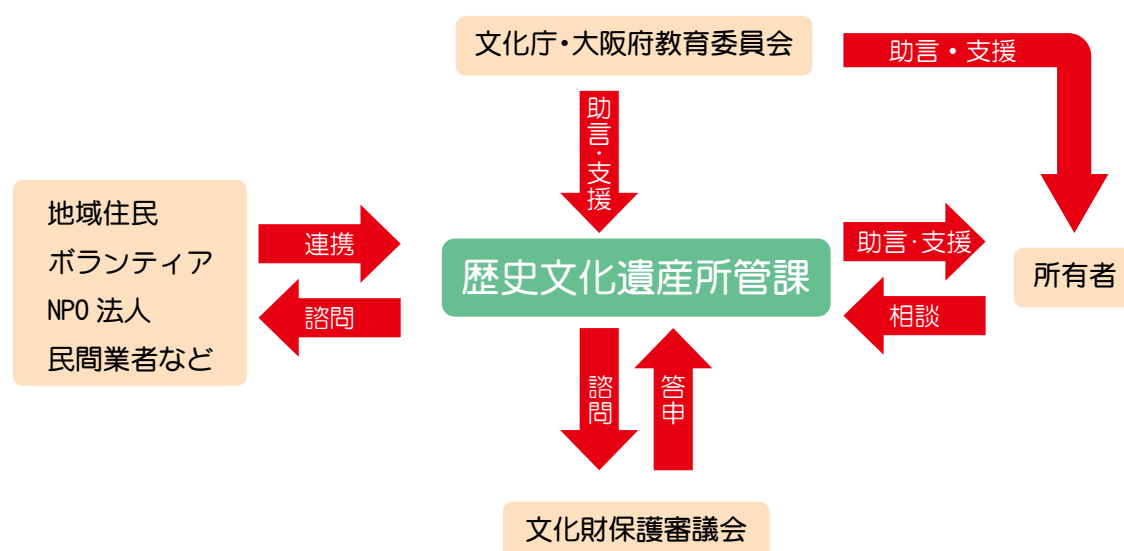 文化庁・大阪府教育委員会
助言・支援
助言・支援
地域住民
ボランティア
NPO 法人
民間業者など
連携
諮問
歴史文化遺産所管課
助言・支援
相談
所有者
諮問
答申
文化財保護審議会